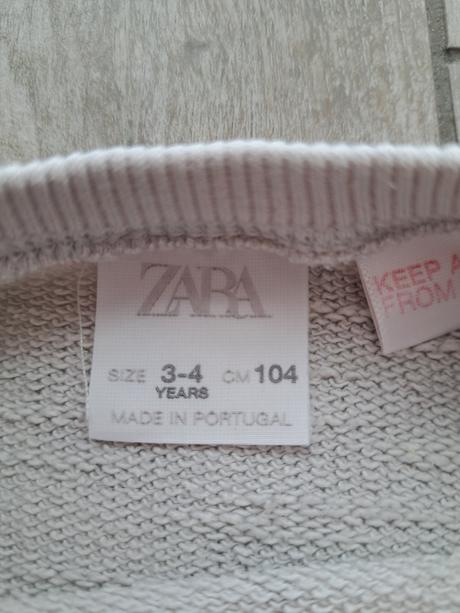 ZARA
SIZE 3-4 CM 104
YEARS
MADE IN PORTUGAL
KEEP A
FROM